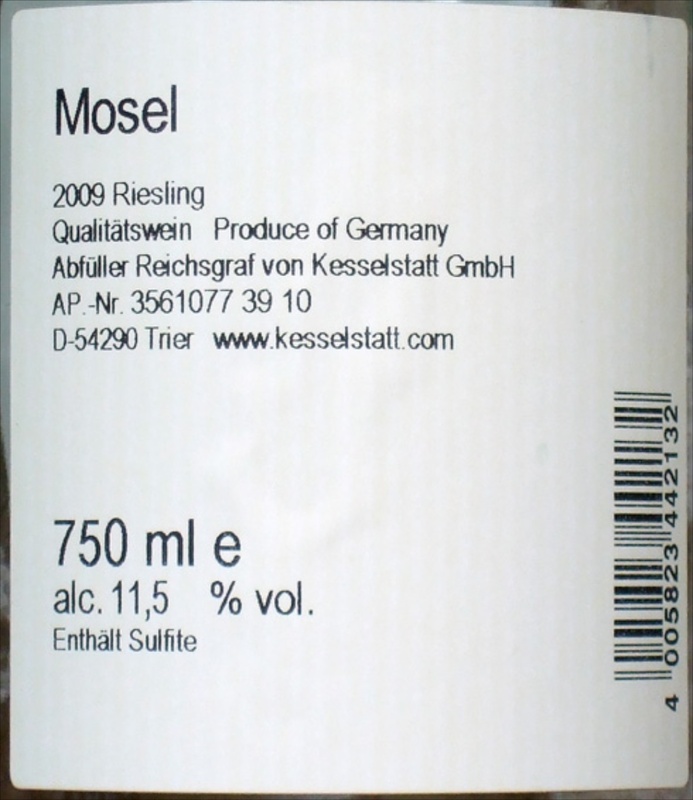 Mosel
2009 Riesling
Qualitätswein Produce of Germany
Abfüller Reichsgraf von Kesselstatt GmbH
AP.-Nr. 3561077 39 10
D-54290 Trier www.kesselstatt.com
750 ml e
alc. 11,5 % vol.
Enthält Sulfite
4 005823 442132